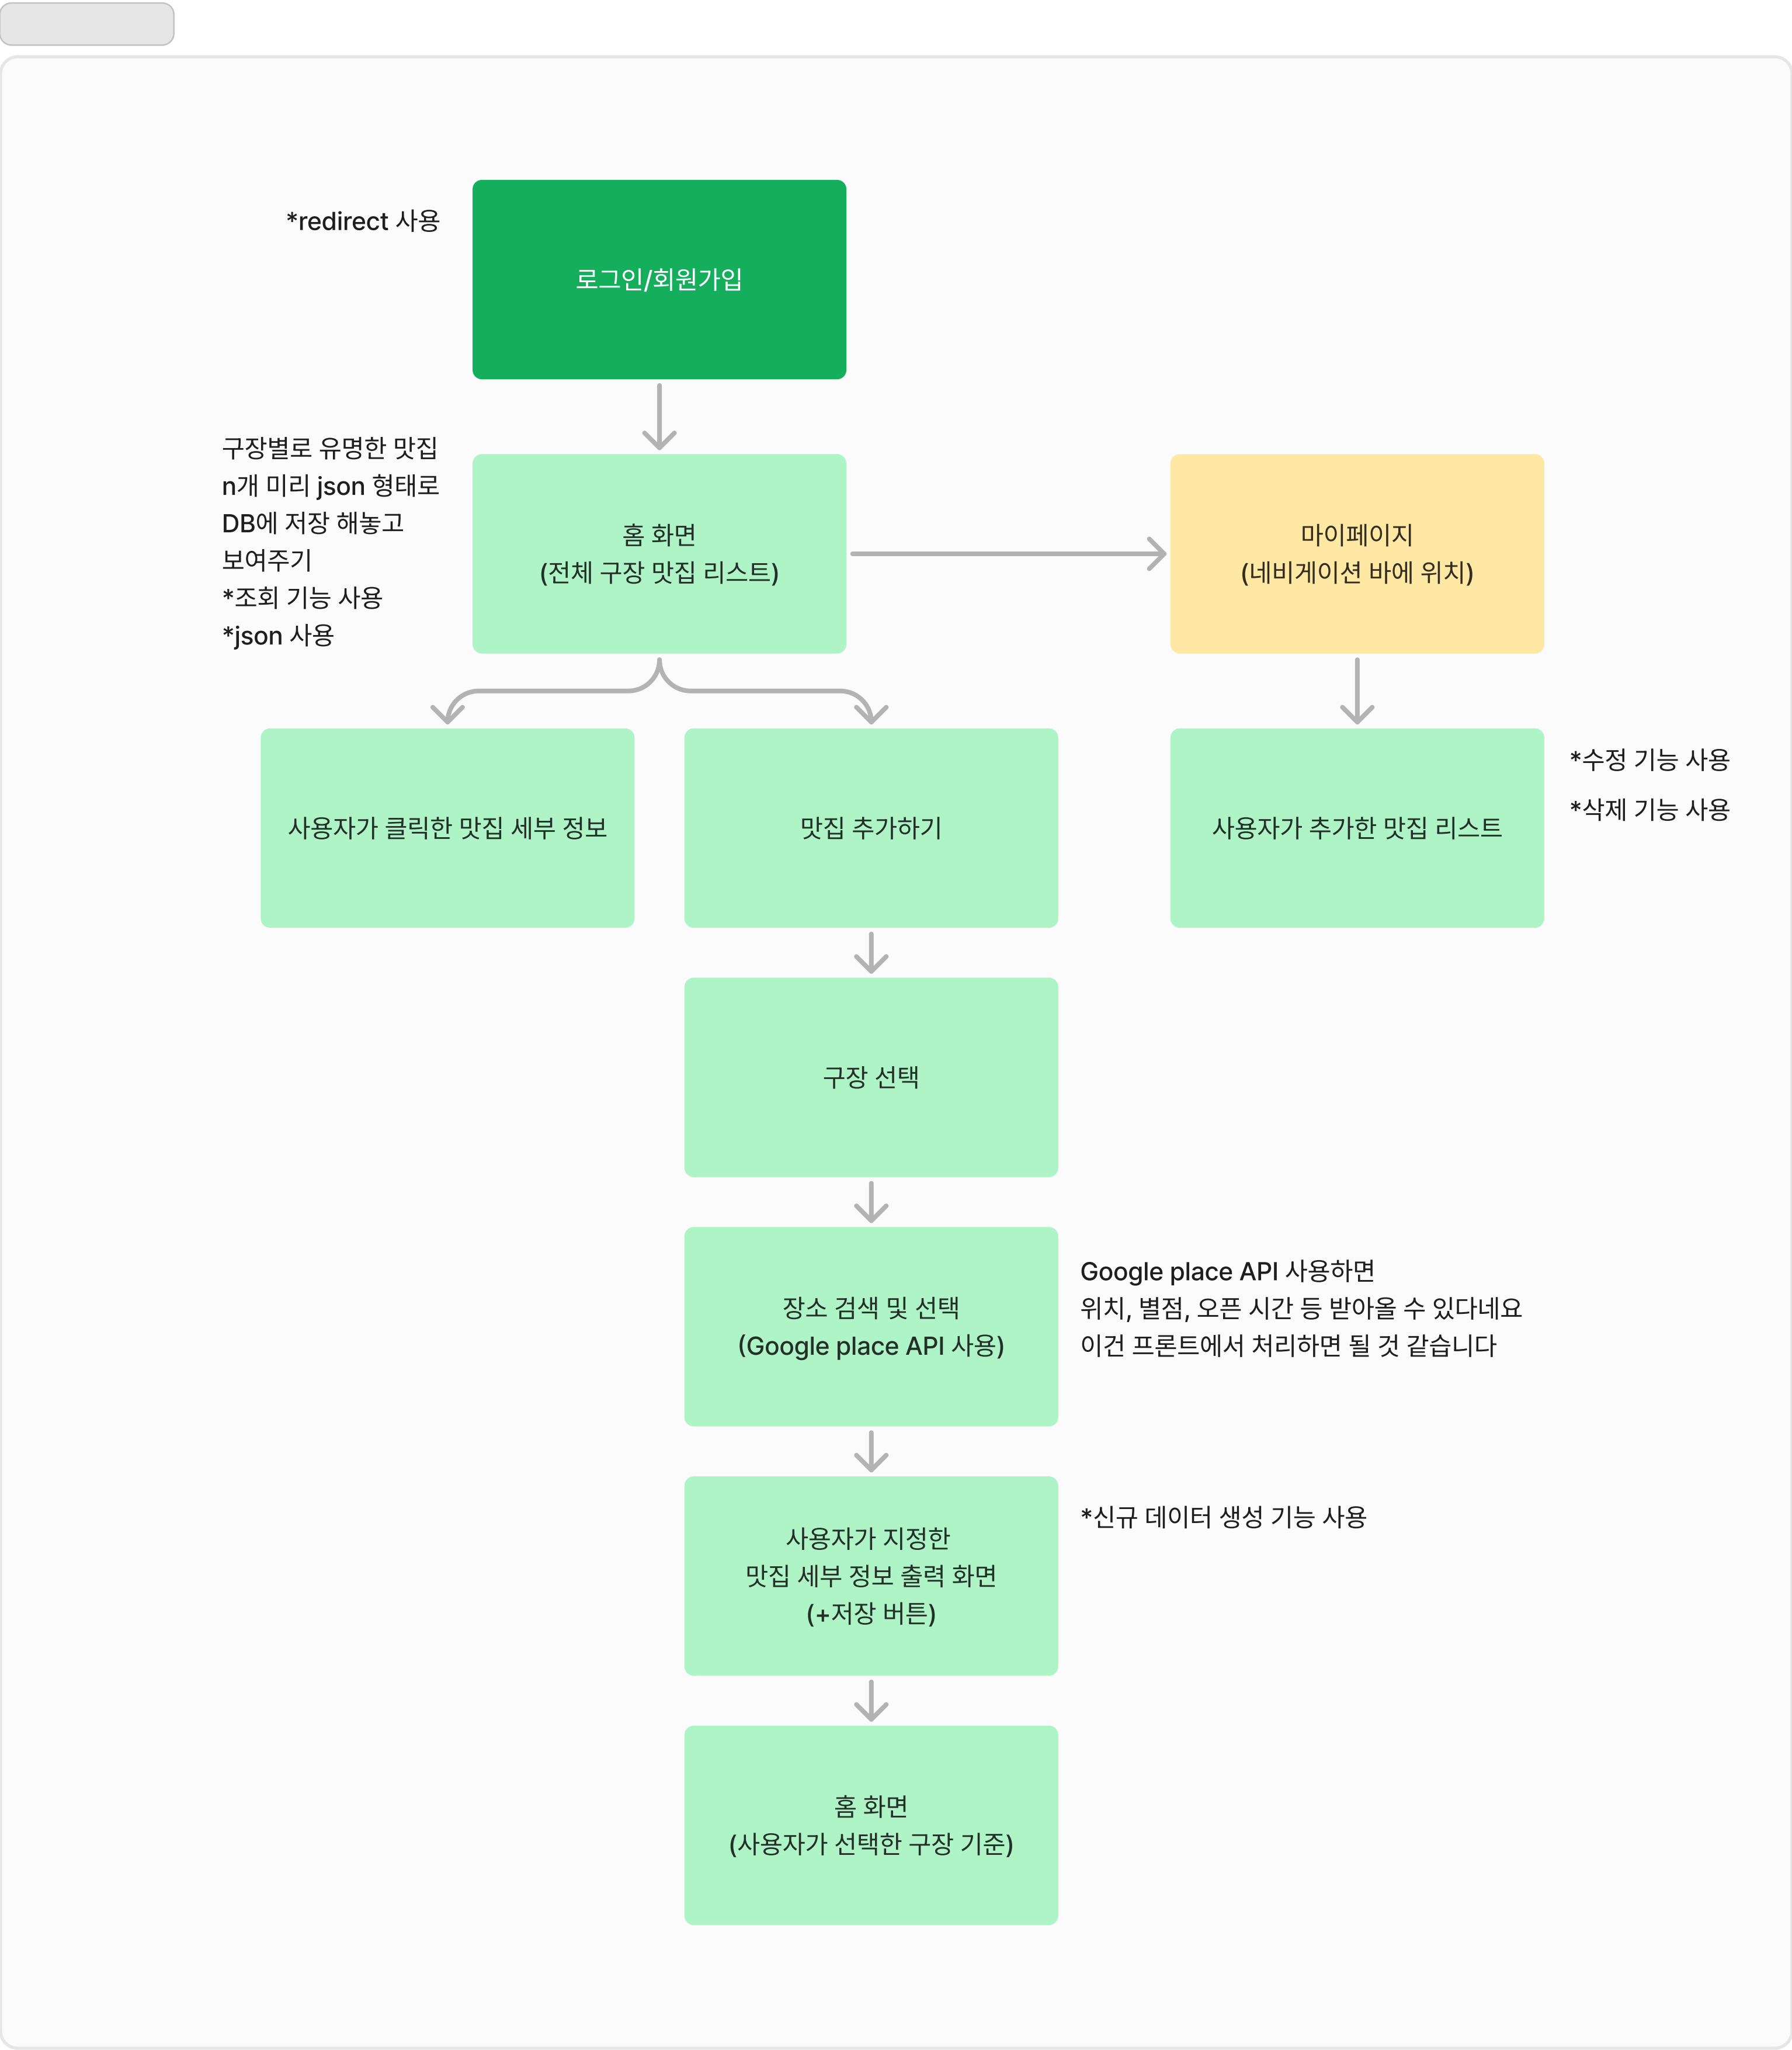 *redirect 사용
로그인/회원가입
구장별로 유명한 맛집
n개 미리 json 형태로
DB에 저장 해놓고
보여주기
*조회 기능 사용
*json 사용
홈 화면
(전체 구장 맛집 리스트)
마이페이지
(네비게이션 바에 위치)
사용자가 클릭한 맛집 세부 정보
맛집 추가하기
사용자가 추가한 맛집 리스트
*수정 기능 사용
*삭제 기능 사용
구장 선택
장소 검색 및 선택
(Google place API 사용)
Google place API 사용하면
위치, 별점, 오픈 시간 등 받아올 수 있다네요
이건 프론트에서 처리하면 될 것 같습니다
사용자가 지정한
맛집 세부 정보 출력 화면
(+저장 버튼)
*신규 데이터 생성 기능 사용
홈 화면
(사용자가 선택한 구장 기준)